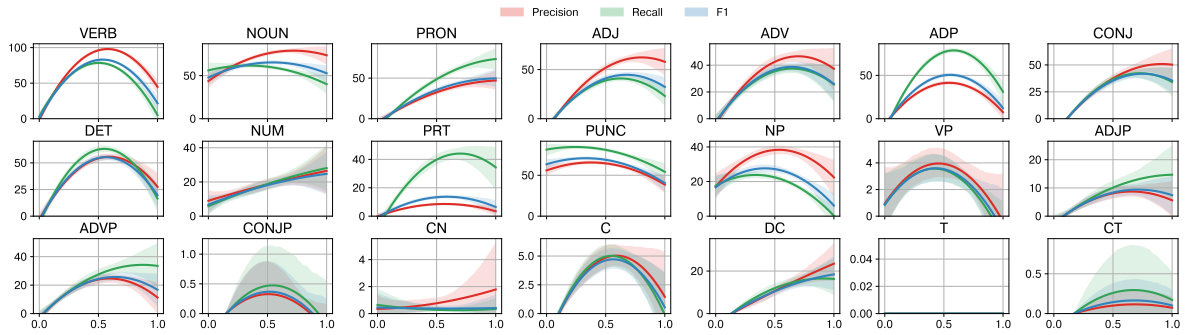 Precision Recall F1
VERB NOUN PRON ADJ ADV ADP CONJ
100 50 0
50 0
50 0
50 0
40 20 0
50 0
50 25 0
DET NUM PRT PUNC NP VP ADJP
50 0
40 20 0
40 20 0
50 0
40 20 0
4 2 0
20 10 0
ADVP CONJP CN C DC T CT
40 20 0
1.0 0.5 0.0
4 2 0
5.0 2.5 0.0
20 0
0.04 0.02 0.00
0.5 0.0
0.0 0.5 1.0 0.0 0.5 1.0 0.0 0.5 1.0 0.0 0.5 1.0 0.0 0.5 1.0 0.0 0.5 1.0 0.0 0.5 1.0